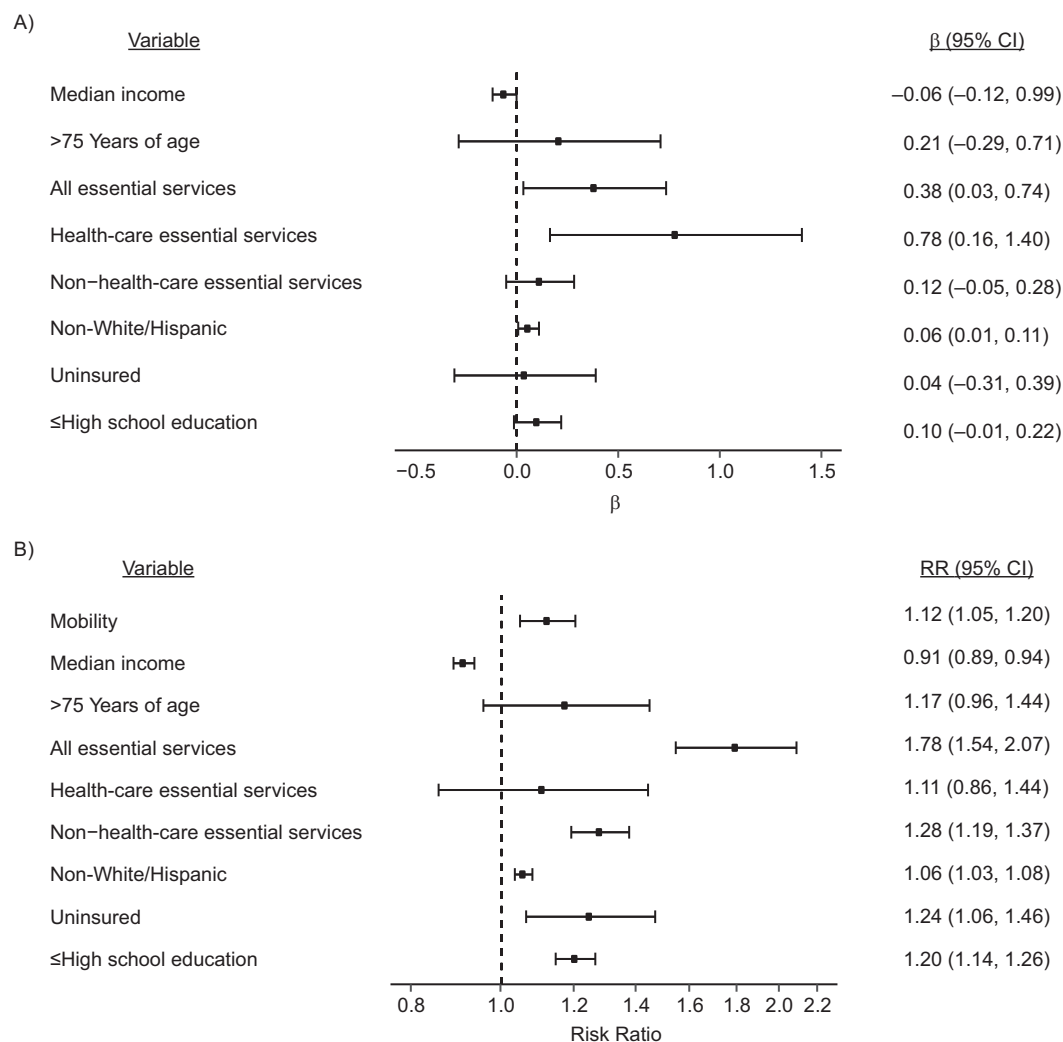 A)
Variable β (95% CI)
Median income –0.06 (–0.12, 0.99)
>75 Years of age 0.21 (–0.29, 0.71)
All essential services 0.38 (0.03, 0.74)
Health-care essential services 0.78 (0.16, 1.40)
Non−health-care essential services 0.12 (–0.05, 0.28)
Non-White/Hispanic 0.06 (0.01, 0.11)
Uninsured 0.04 (–0.31, 0.39)
≤High school education 0.10 (–0.01, 0.22)
−0.5 0.0 0.5 1.0 1.5
β
B)
Variable RR (95% CI)
Mobility 1.12 (1.05, 1.20)
Median income 0.91 (0.89, 0.94)
>75 Years of age 1.17 (0.96, 1.44)
All essential services 1.78 (1.54, 2.07)
Health-care essential services 1.11 (0.86, 1.44)
Non−health-care essential services 1.28 (1.19, 1.37)
Non-White/Hispanic 1.06 (1.03, 1.08)
Uninsured 1.24 (1.06, 1.46)
≤High school education 1.20 (1.14, 1.26)
0.8 1.0 1.2 1.4 1.6 1.8 2.0 2.2
Risk Ratio